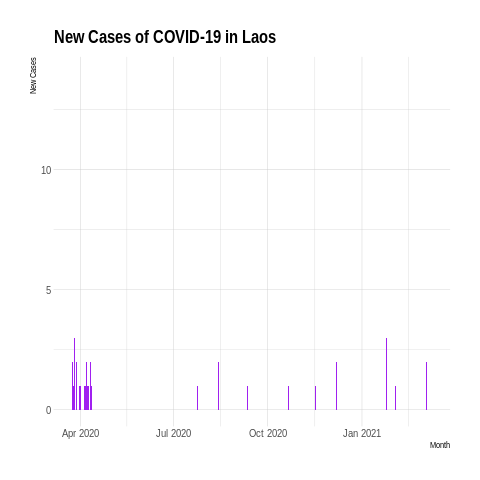 New Cases of COVID-19 in Laos
New Cases
10
5
0
Apr 2020
Jul 2020
Oct 2020
Jan 2021
Month